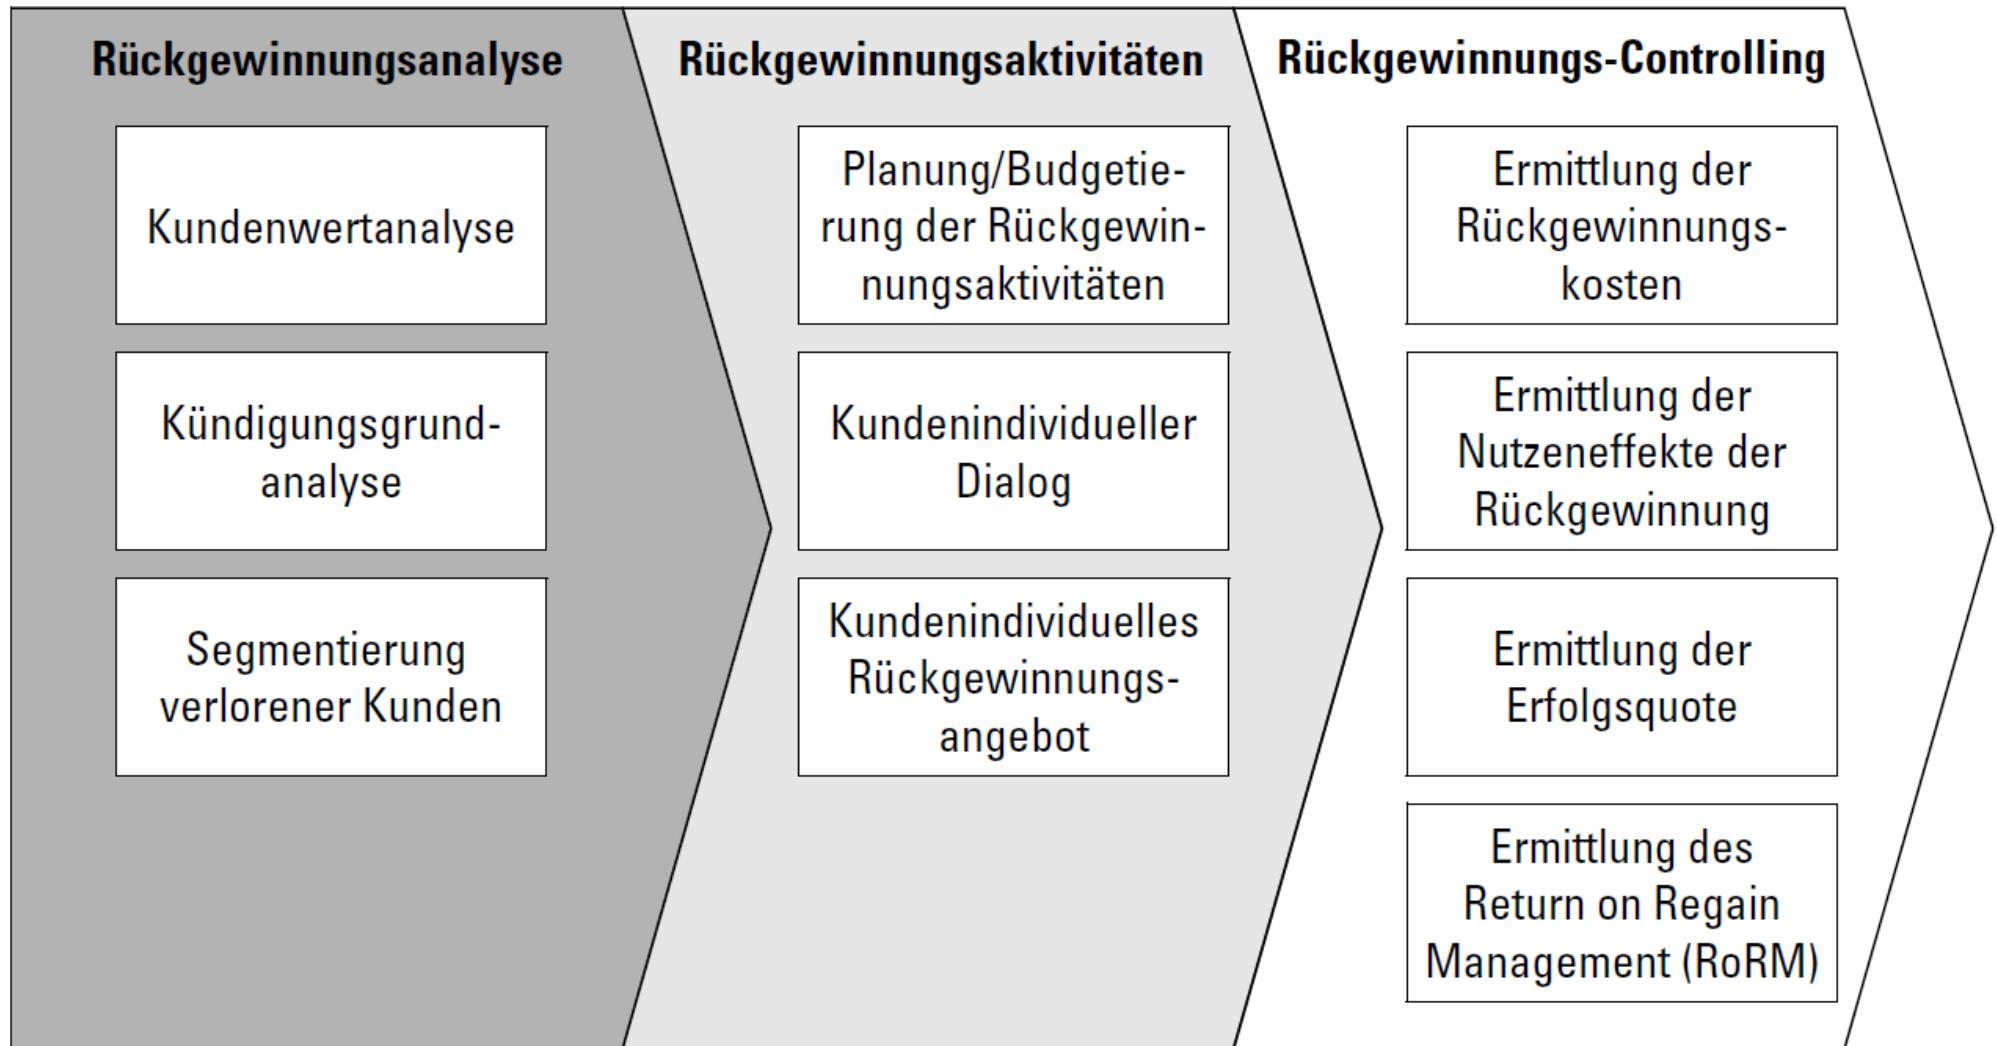 Rückgewinnungsanalyse
Kundenwertanalyse
Kündigungsgrund-
analyse
Segmentierung
verlorener Kunden
Rückgewinnungsaktivitäten
Planung/Budgetie-
rung der Rückgewin-
nungsaktivitäten
Kundenindividueller
Dialog
Kundenindividuelles
Rückgewinnungs-
angebot
Rückgewinnungs-Controlling
Ermittlung der
Rückgewinnungs-
kosten
Ermittlung der
Nutzeneffekte der
Rückgewinnung
Ermittlung der
Erfolgsquote
Ermittlung des
Return on Regain
Management (RoRM)